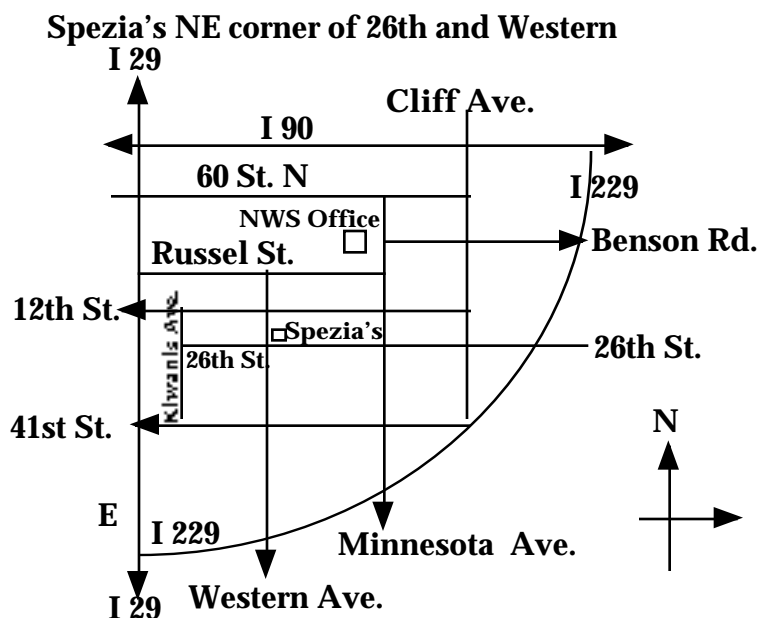 Spezia's NE corner of 26th and Western
I 29
Cliff Ave.
I 90
60 St. N
I 229
NWS Office
Benson Rd.
Russel St.
12th St.
Kiwanis Ave.
Spezia's
26th St.
26th St.
41st St.
N
E
I 229
Minnesota Ave.
Western Ave.
I 29